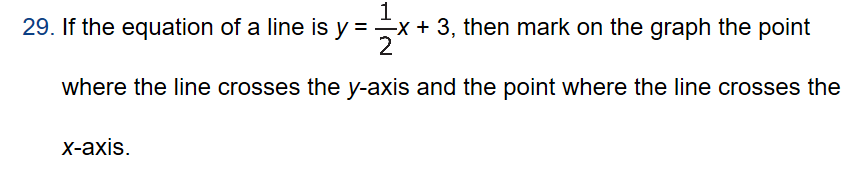 29. If the equation of a line is y = 1/2 x + 3, then mark on the graph the point
where the line crosses the y-axis and the point where the line crosses the
x-axis.